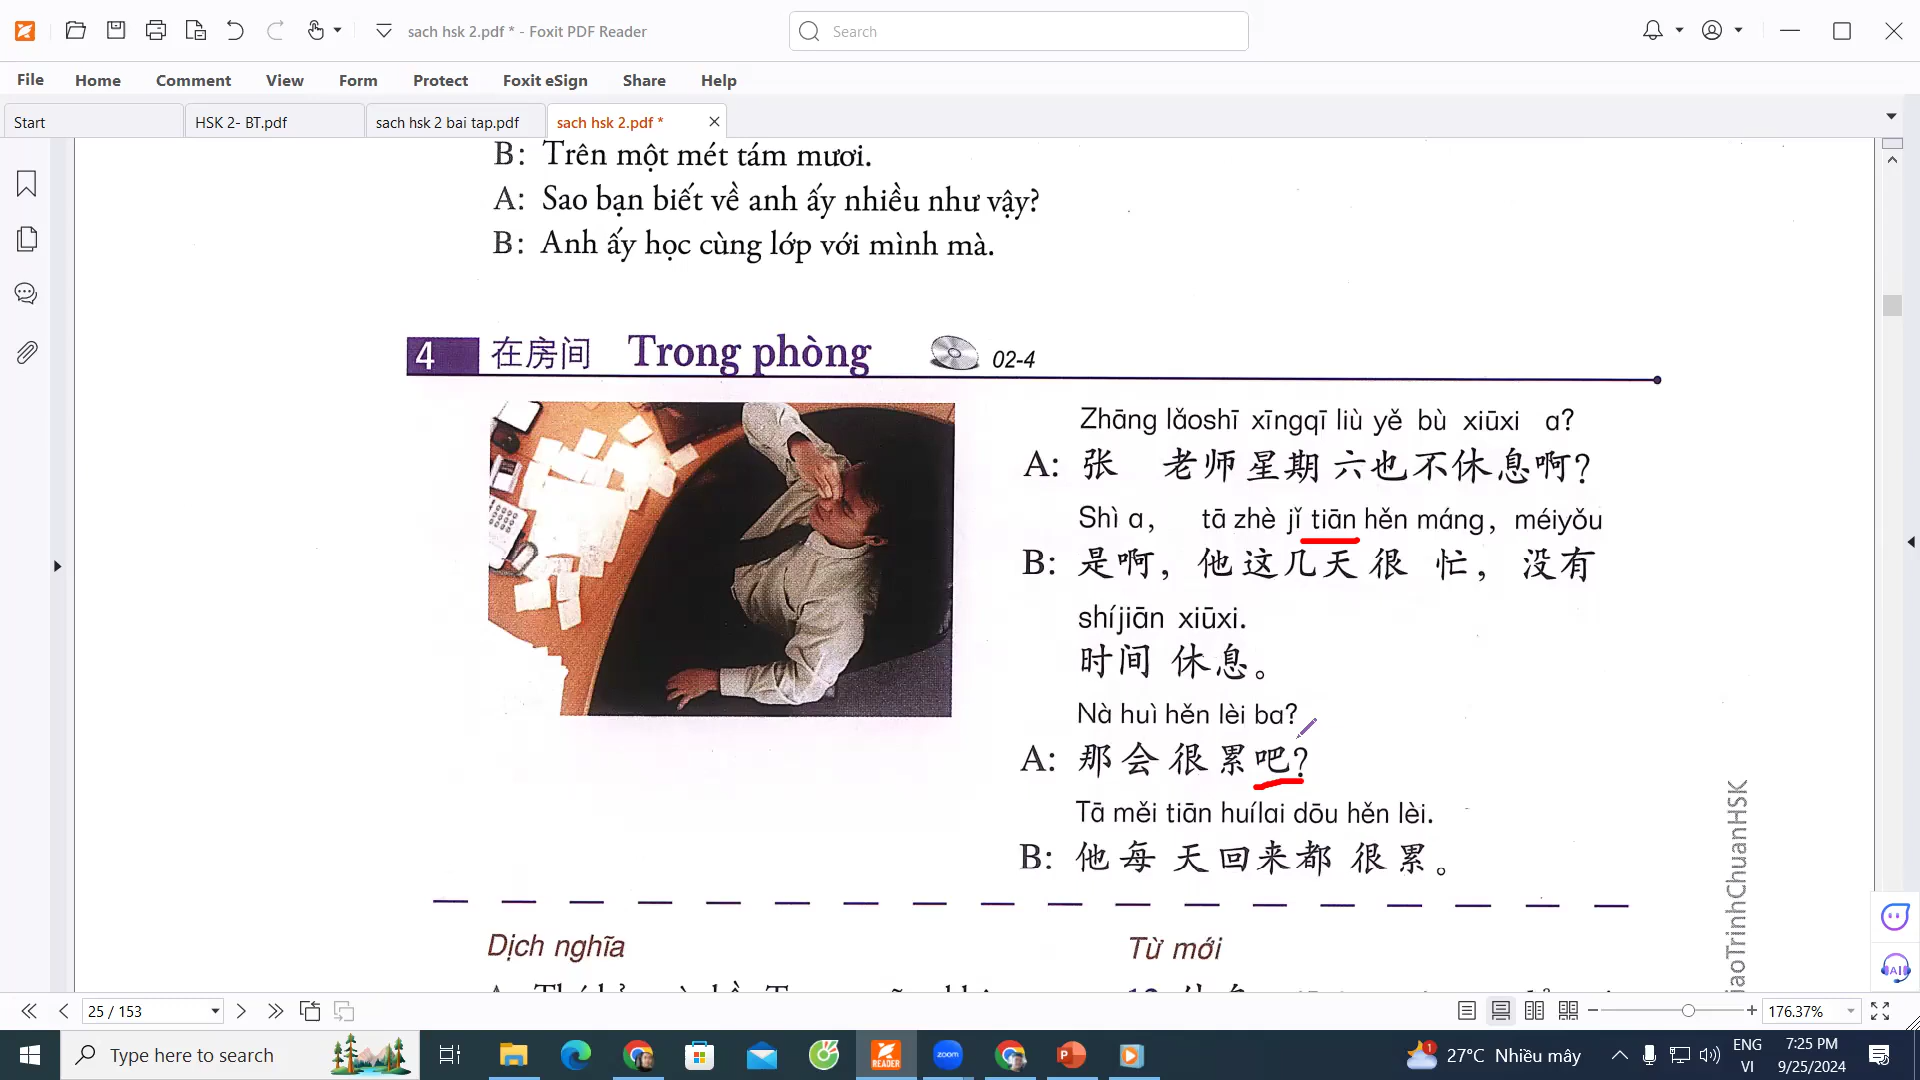 sach hsk 2.pdf * - Foxit PDF Reader
Search
File Home Comment View Form Protect Foxit eSign Share Help
Start
HSK 2- BT.pdf
sach hsk 2 bai tap.pdf
sach hsk 2.pdf *
B: Trên một mét tám mươi.
A: Sao bạn biết về anh ấy nhiều như vậy?
B: Anh ấy học cùng lớp với mình mà.
4 在房间 Trong phòng 02-4
Zhāng lǎoshī xīngqī liù yě bù xiūxi a?
A: 张 老师星期六也不休息啊?
Shì a, tā zhè jǐ tiān hěn máng, méiyǒu
B: 是啊, 他这几天很 忙, 没有
shíjiān xiūxi.
时间 休息。
Nà huì hěn lèi ba?
A: 那会很累吧?
Tā měi tiān huílai dōu hěn lèi.
B: 他每天回来都很累。
Dịch nghĩa
Từ mới
iaoTrinhChuanHSK
AI
25 / 153
176.37%
Type here to search
READER
zoom
27°C Nhiều mây
ENG
VI
7:25 PM
9/25/2024